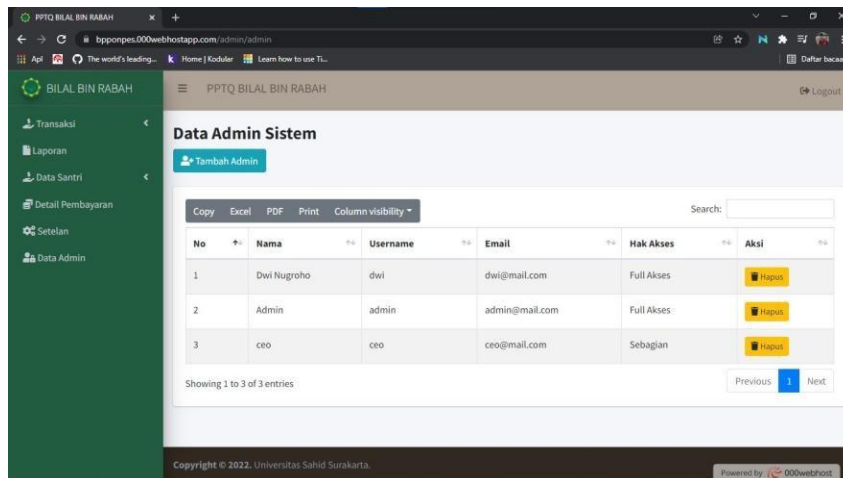 PPTQ BILAL BIN RABAH
bpponpes.000webhostapp.com/admin/admin
Api The world's leading... Home | Kodular Learn how to use Ti... Daftar bacaa
BILAL BIN RABAH PPTQ BILAL BIN RABAH Logout
Transaksi
Laporan
Data Santri
Detail Pembayaran
Setelan
Data Admin
Data Admin Sistem
Tambah Admin
Copy Excel PDF Print Column visibility Search:
No Nama Username Email Hak Akses Aksi
1 Dwi Nugroho dwi dwi@mail.com Full Akses Hapus
2 Admin admin admin@mail.com Full Akses Hapus
3 ceo ceo ceo@mail.com Sebagian Hapus
Showing 1 to 3 of 3 entries Previous 1 Next
Copyright © 2022. Universitas Sahid Surakarta.
Powered by 000webhost